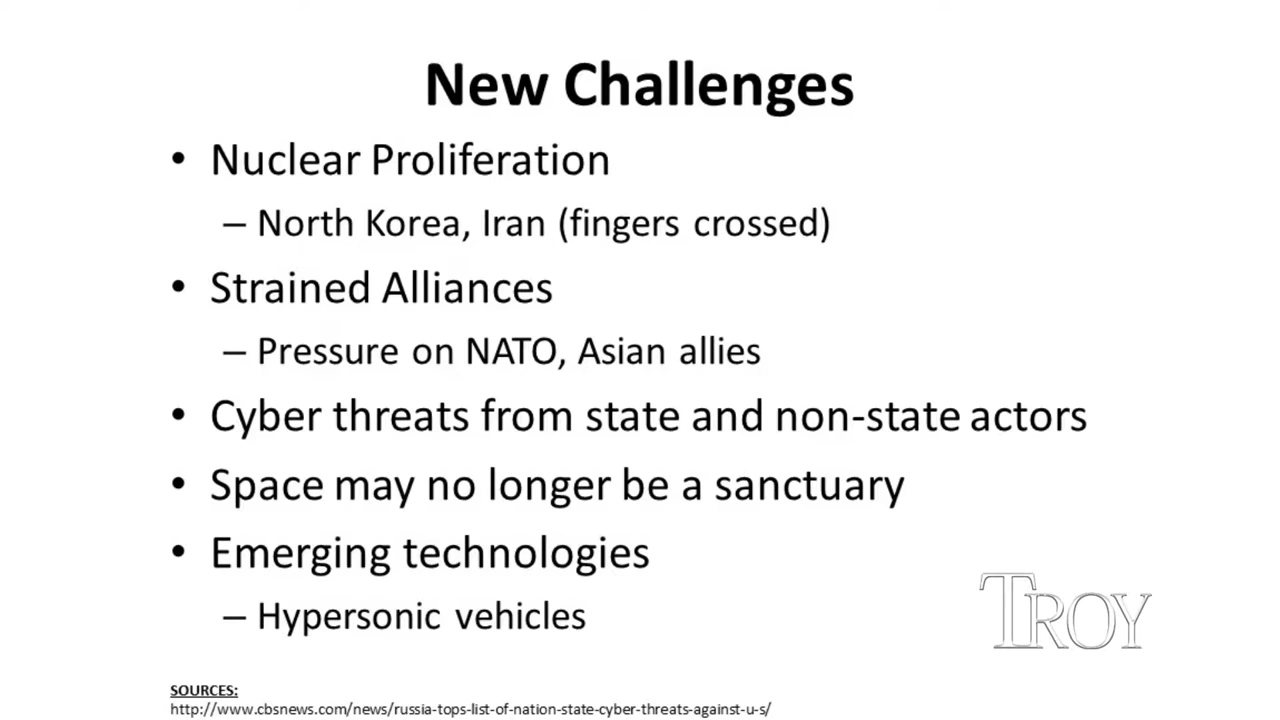 New Challenges
• Nuclear Proliferation
– North Korea, Iran (fingers crossed)
• Strained Alliances
– Pressure on NATO, Asian allies
• Cyber threats from state and non-state actors
• Space may no longer be a sanctuary
• Emerging technologies
– Hypersonic vehicles
TROY
SOURCES:
http://www.cbsnews.com/news/russia-tops-list-of-nation-state-cyber-threats-against-u-s/